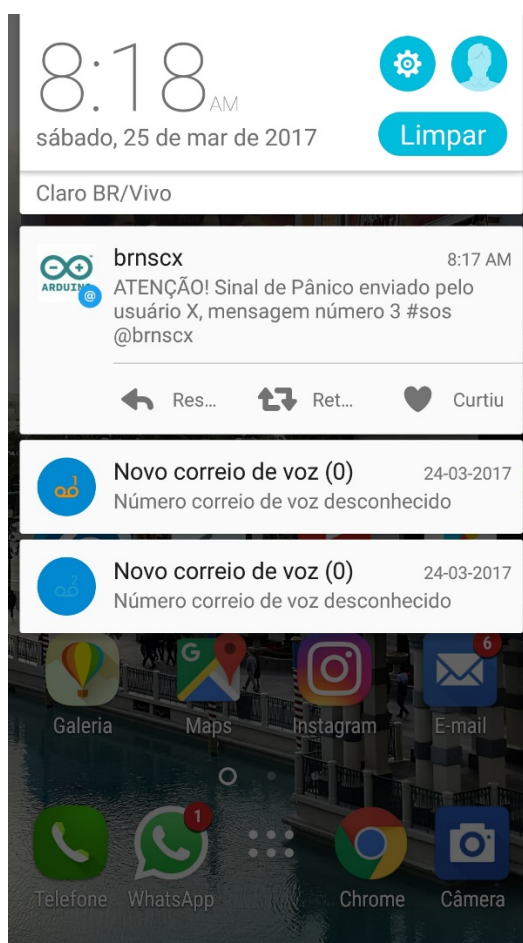 8:18 AM
sábado, 25 de mar de 2017
Limpar
Claro BR/Vivo
ARDUINO
@
brnscx 8:17 AM
ATENÇÃO! Sinal de Pânico enviado pelo
usuário X, mensagem número 3 #sos
@brnscx
Res... Ret... Curtiu
1
Novo correio de voz (0) 24-03-2017
Número correio de voz desconhecido
2
Novo correio de voz (0) 24-03-2017
Número correio de voz desconhecido
G
6
Galeria Maps Instagram E-mail
1
Telefone WhatsApp Chrome Câmera